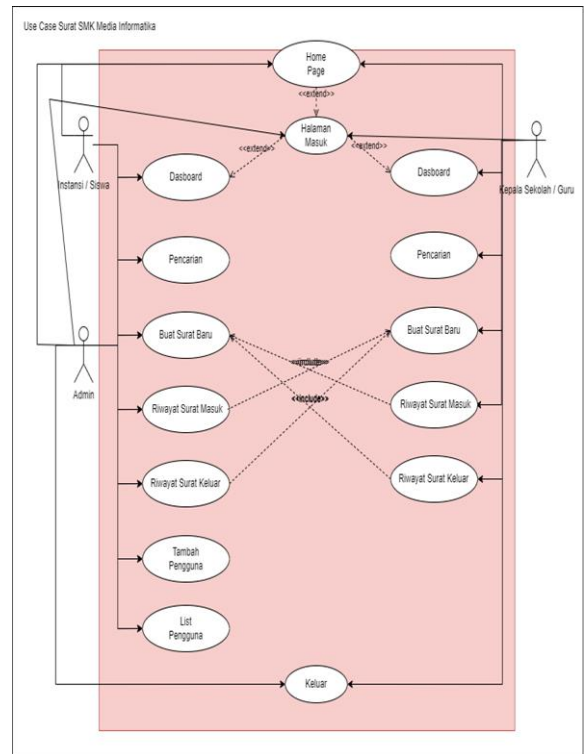 Use Case Surat SMK Media Informatika
Home
Page
<<extend>>
Halaman
Masuk
<<extend>>
<<extend>>
Instansi / Siswa
Kepala Sekolah / Guru
Dasboard
Dasboard
Pencarian
Pencarian
Buat Surat Baru
Buat Surat Baru
<<include>>
Admin
Riwayat Surat Masuk
<<include>>
Riwayat Surat Masuk
Riwayat Surat Keluar
Riwayat Surat Keluar
Tambah
Pengguna
List
Pengguna
Keluar